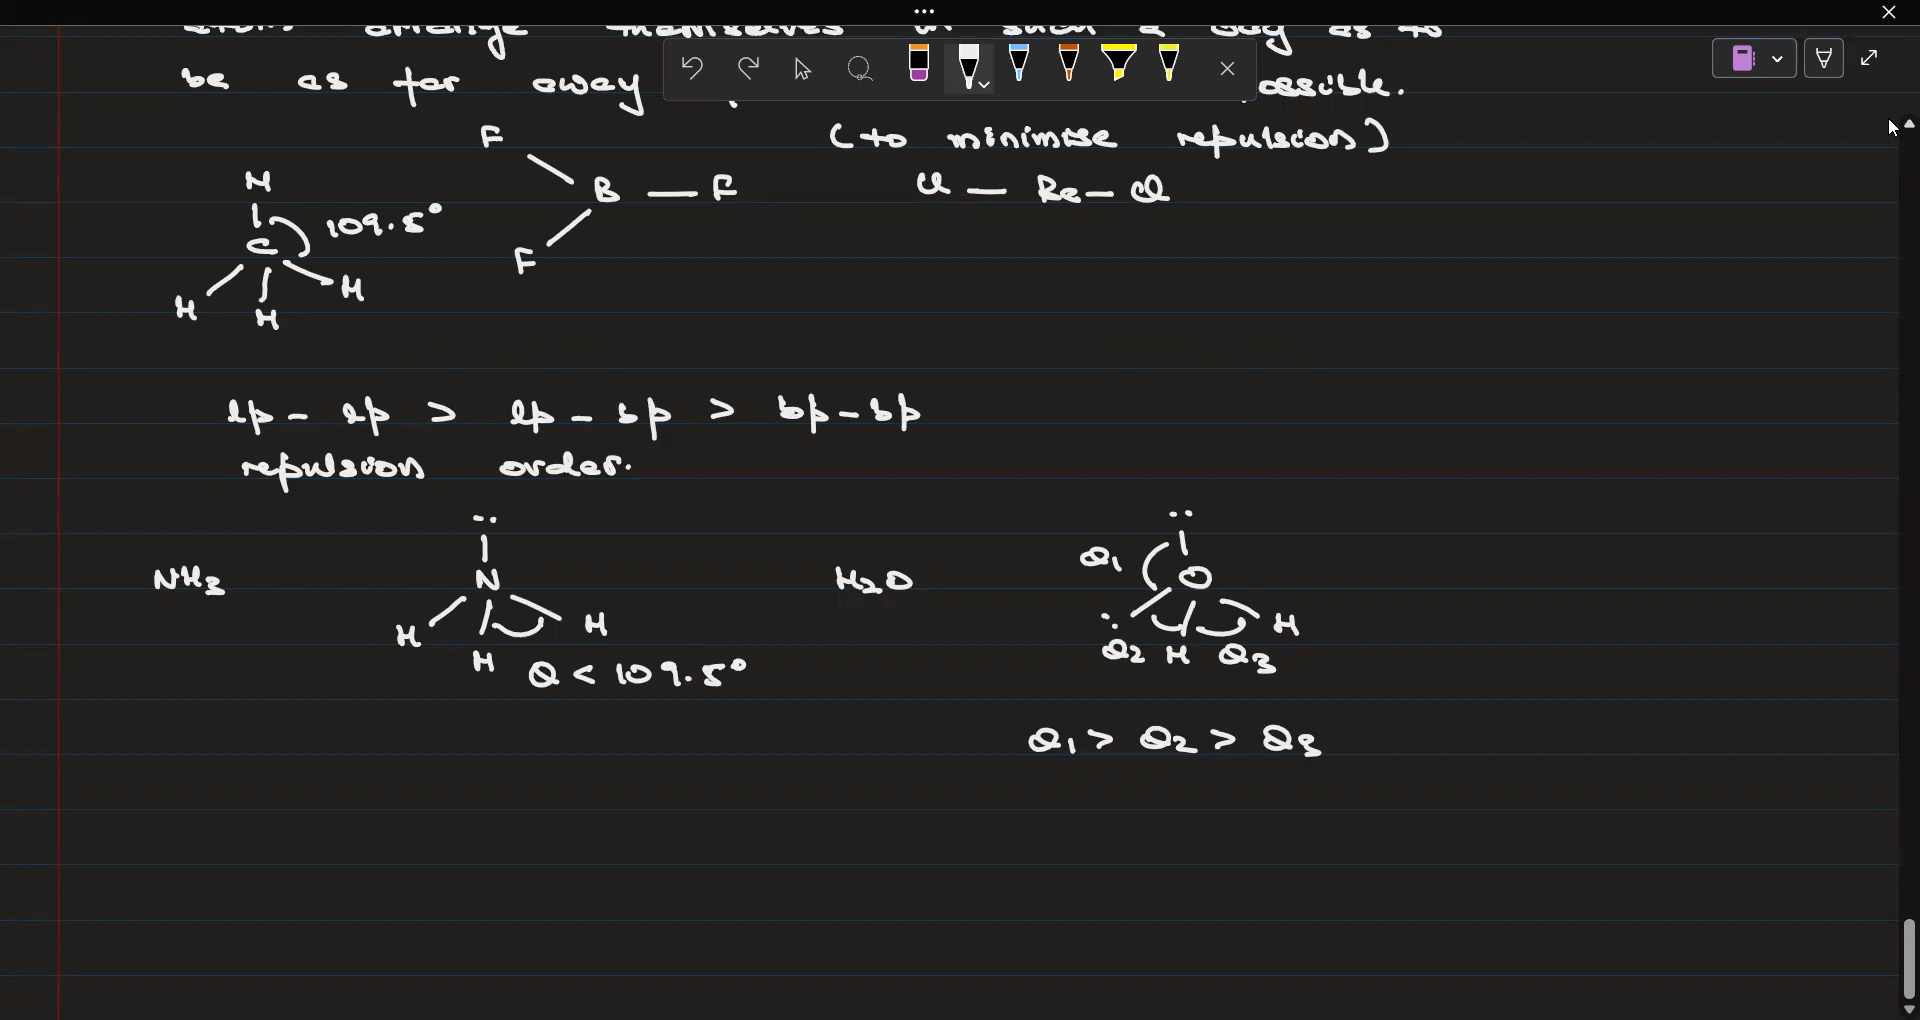 be as far away ossible.
(to minimise repulsion)
F
H B — F Cl — Be — Cl
C 109.5°
F
H H H
lp - lp > lp - bp > bp - bp
repulsion order.
NH3 N H2O θ1 O
H H H
H
θ < 109.5° θ2 H θ3
θ1 > θ2 > θ3